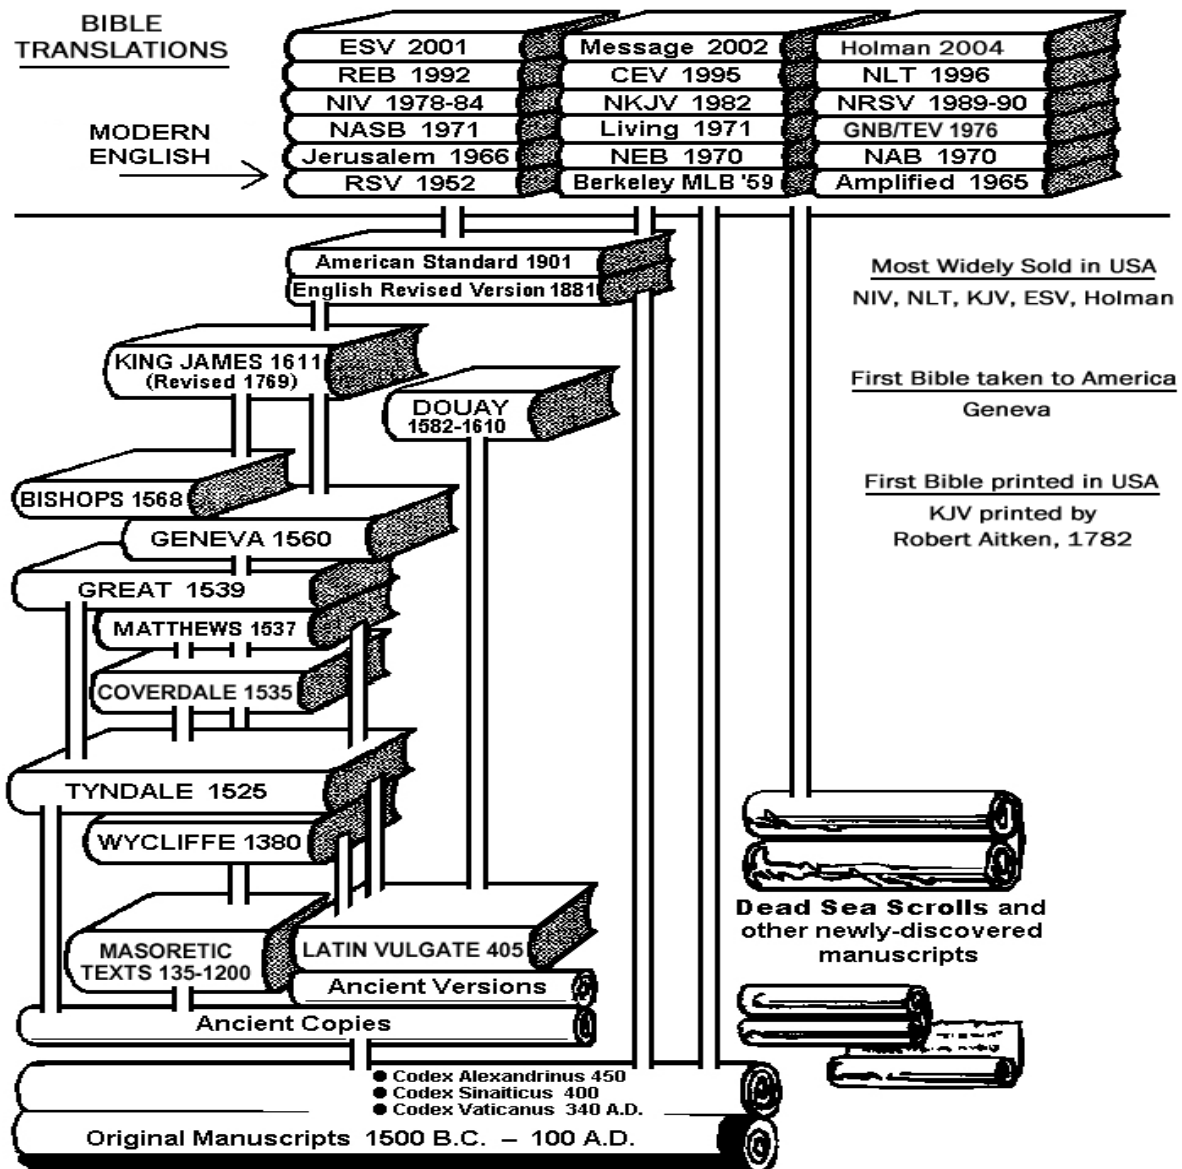 BIBLE
TRANSLATIONS
MODERN
ENGLISH
ESV 2001
Message 2002
Holman 2004
REB 1992
CEV 1995
NLT 1996
NIV 1978-84
NKJV 1982
NRSV 1989-90
NASB 1971
Living 1971
GNB/TEV 1976
Jerusalem 1966
NEB 1970
NAB 1970
RSV 1952
Berkeley MLB '59
Amplified 1965
American Standard 1901
English Revised Version 1881
Most Widely Sold in USA
NIV, NLT, KJV, ESV, Holman
KING JAMES 1611
(Revised 1769)
DOUAY
1582-1610
First Bible taken to America
Geneva
BISHOPS 1568
GENEVA 1560
First Bible printed in USA
KJV printed by
Robert Aitken, 1782
GREAT 1539
MATTHEWS 1537
COVERDALE 1535
TYNDALE 1525
WYCLIFFE 1380
Dead Sea Scrolls and
other newly-discovered
manuscripts
MASORETIC
TEXTS 135-1200
LATIN VULGATE 405
Ancient Versions
Ancient Copies
● Codex Alexandrinus 450
● Codex Sinaiticus 400
● Codex Vaticanus 340 A.D.
Original Manuscripts 1500 B.C. – 100 A.D.